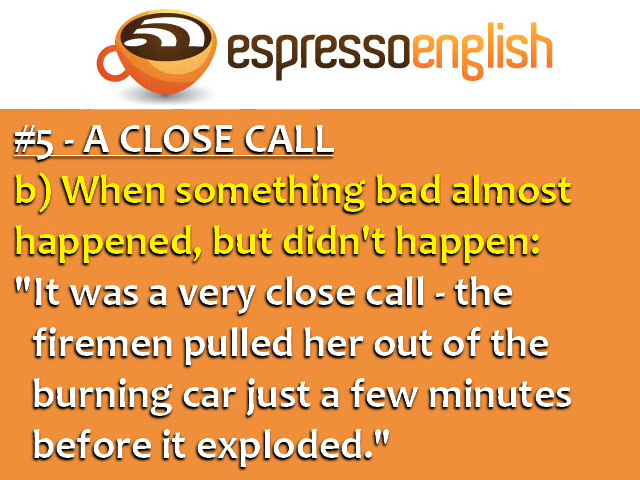 espressoenglish
#5 - A CLOSE CALL
b) When something bad almost
happened, but didn't happen:
"It was a very close call - the
firemen pulled her out of the
burning car just a few minutes
before it exploded."